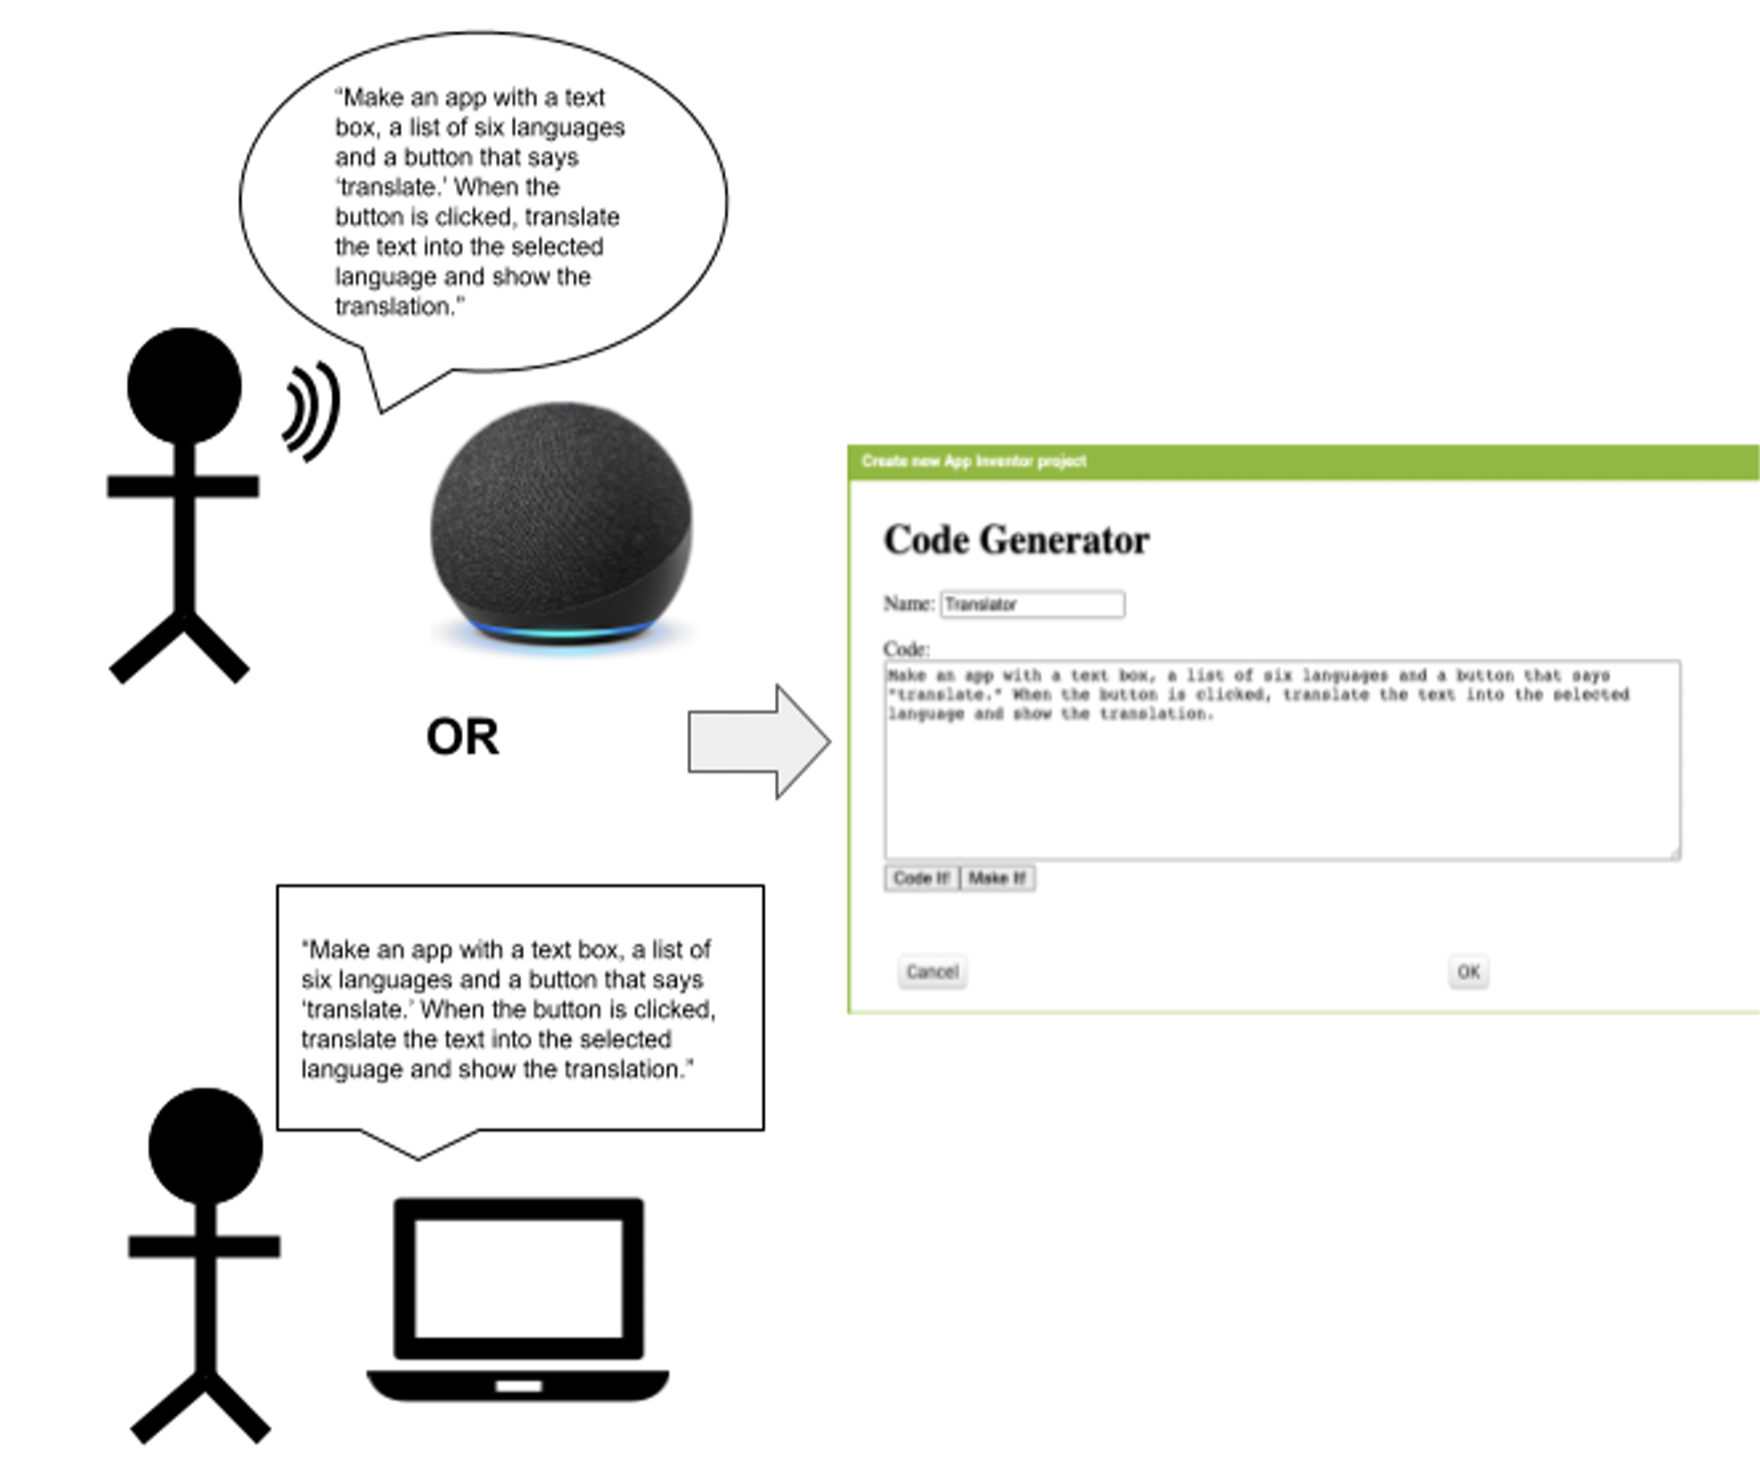 “Make an app with a text
box, a list of six languages
and a button that says
‘translate.’ When the
button is clicked, translate
the text into the selected
language and show the
translation.”
OR
“Make an app with a text box, a list of
six languages and a button that says
‘translate.’ When the button is clicked,
translate the text into the selected
language and show the translation.”
Create new App Inventor project
Code Generator
Name: Translator
Code:
Make an app with a text box, a list of six languages and a button that says
"translate." When the button is clicked, translate the text into the selected
language and show the translation.
Code It! Make It!
Cancel OK